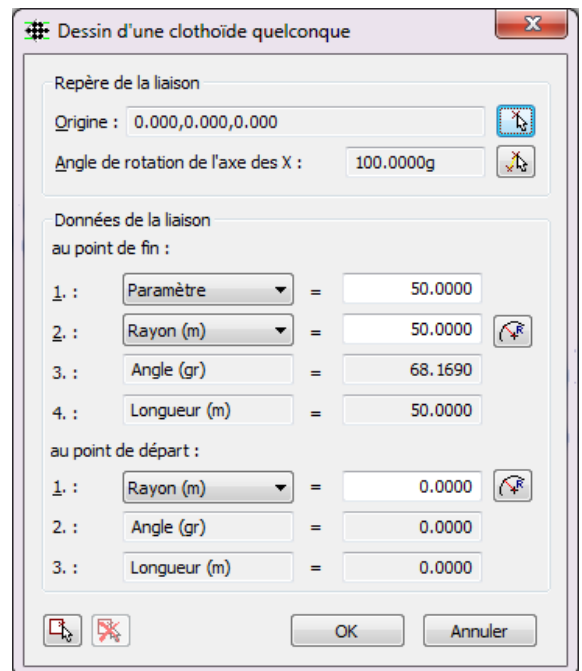 Dessin d'une clothoïde quelconque
Repère de la liaison
Origine : 0.000,0.000,0.000
Angle de rotation de l'axe des X : 100.0000g
Données de la liaison
au point de fin :
1. : Paramètre = 50.0000
2. : Rayon (m) = 50.0000 R
3. : Angle (gr) = 68.1690
4. : Longueur (m) = 50.0000
au point de départ :
1. : Rayon (m) = 0.0000 R
2. : Angle (gr) = 0.0000
3. : Longueur (m) = 0.0000
OK Annuler